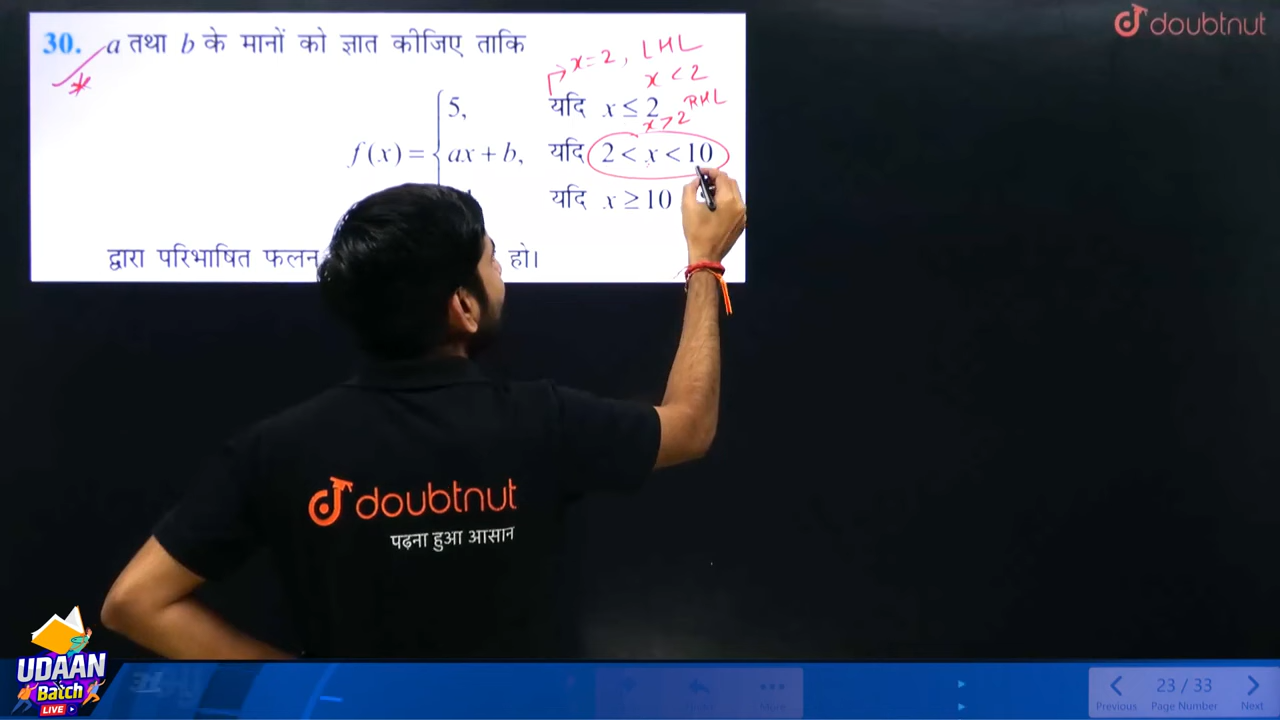 doubtnut
30. a तथा b के मानों को ज्ञात कीजिए ताकि
x = 2, LHL
x < 2
5, यदि x ≤ 2
x > 2 RHL
f(x) = ax + b, यदि 2 < x < 10
यदि x ≥ 10
द्वारा परिभाषित फलन हो।
doubtnut
पढ़ना हुआ आसान
UDAAN
Batch
LIVE
23 / 33
Previous Page Number Next